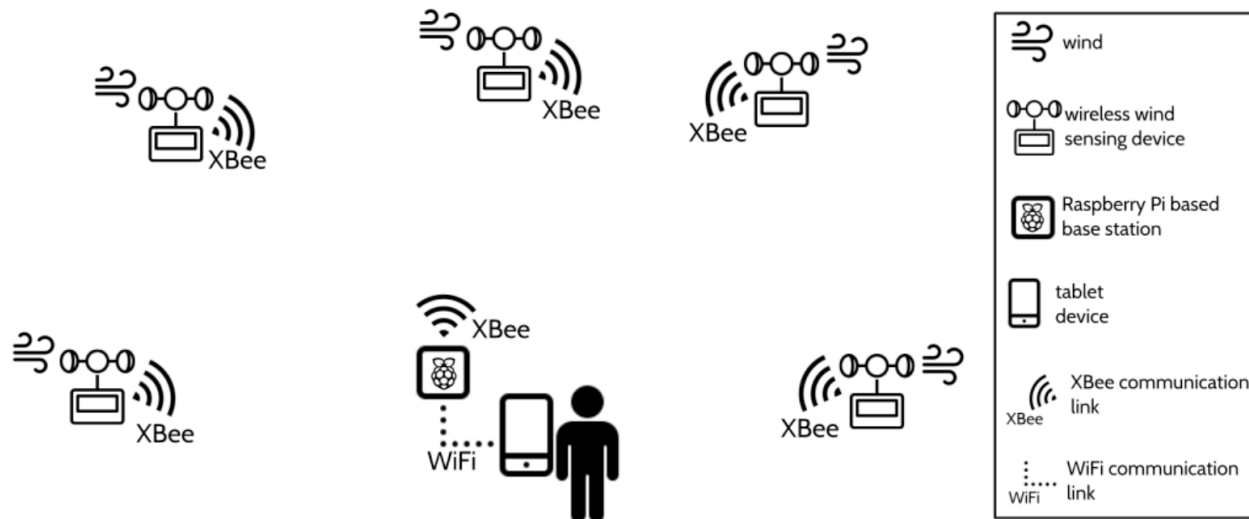 XBee
XBee
XBee
XBee
WiFi
XBee
XBee
wind
wireless wind
sensing device
Raspberry Pi based
base station
tablet
device
XBee communication
link
XBee
WiFi communication
link
WiFi